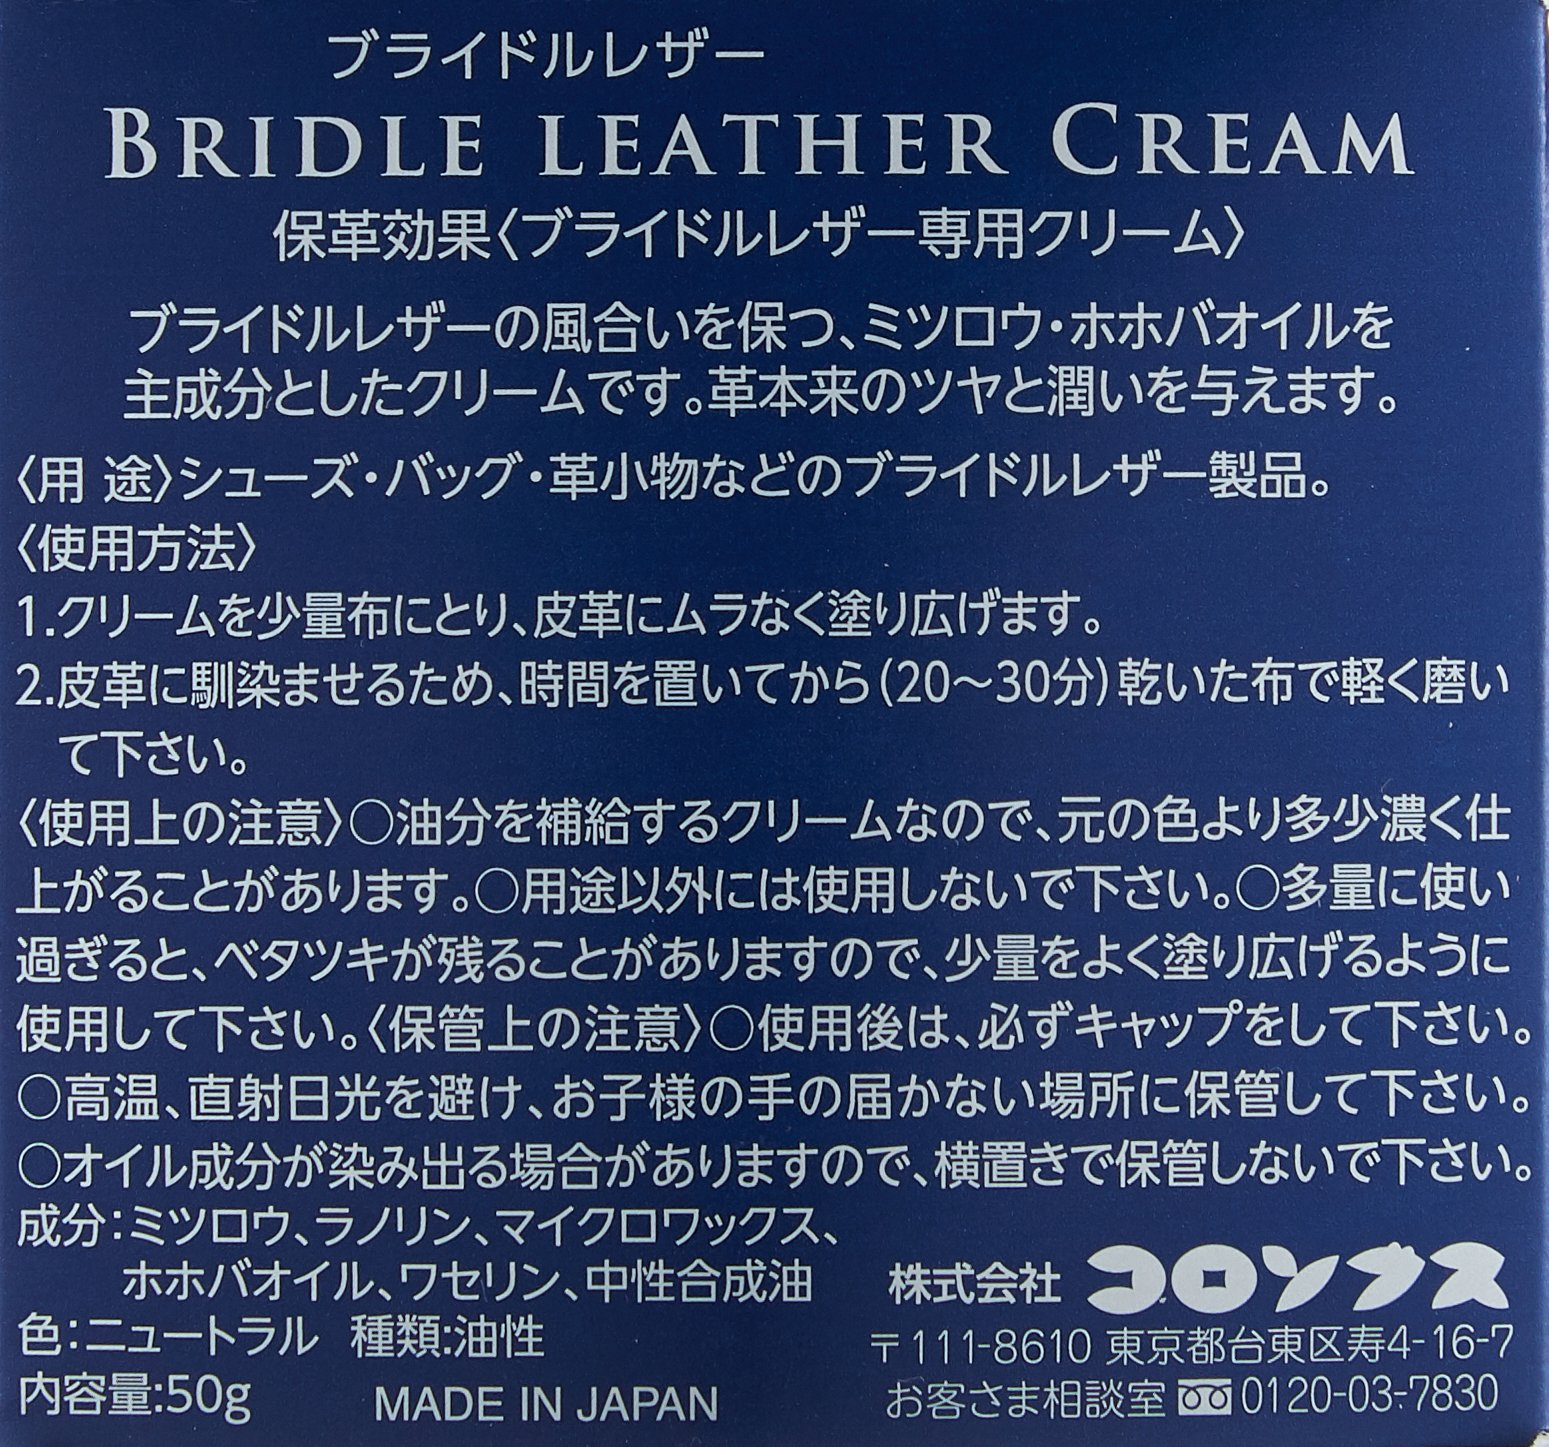 ブライドルレザー
BRIDLE LEATHER CREAM
保革効果〈ブライドルレザー専用クリーム〉
ブライドルレザーの風合いを保つ、ミツロウ・ホホバオイルを
主成分としたクリームです。革本来のツヤと潤いを与えます。
〈用 途〉シューズ・バッグ・革小物などのブライドルレザー製品。
〈使用方法〉
1.クリームを少量布にとり、皮革にムラなく塗り広げます。
2.皮革に馴染ませるため、時間を置いてから(20〜30分)乾いた布で軽く磨い
て下さい。
〈使用上の注意〉○油分を補給するクリームなので、元の色より多少濃く仕
上がることがあります。○用途以外には使用しないで下さい。○多量に使い
過ぎると、ベタツキが残ることがありますので、少量をよく塗り広げるように
使用して下さい。〈保管上の注意〉○使用後は、必ずキャップをして下さい。
○高温、直射日光を避け、お子様の手の届かない場所に保管して下さい。
○オイル成分が染み出る場合がありますので、横置きで保管しないで下さい。
成分：ミツロウ、ラノリン、マイクロワックス、
ホホバオイル、ワセリン、中性合成油
色：ニュートラル 種類:油性
内容量:50g MADE IN JAPAN
株式会社 コロンブス
〒111-8610 東京都台東区寿4-16-7
お客さま相談室 0120-03-7830